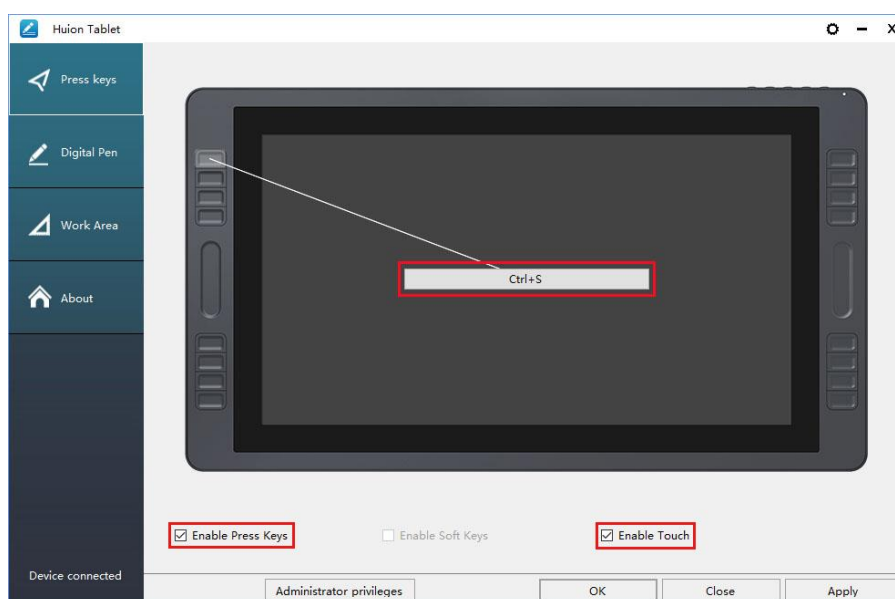 Huion Tablet
Press keys
Digital Pen
Work Area
About
Ctrl+S
Enable Press Keys
Enable Soft Keys
Enable Touch
Device connected
Administrator privileges
OK
Close
Apply